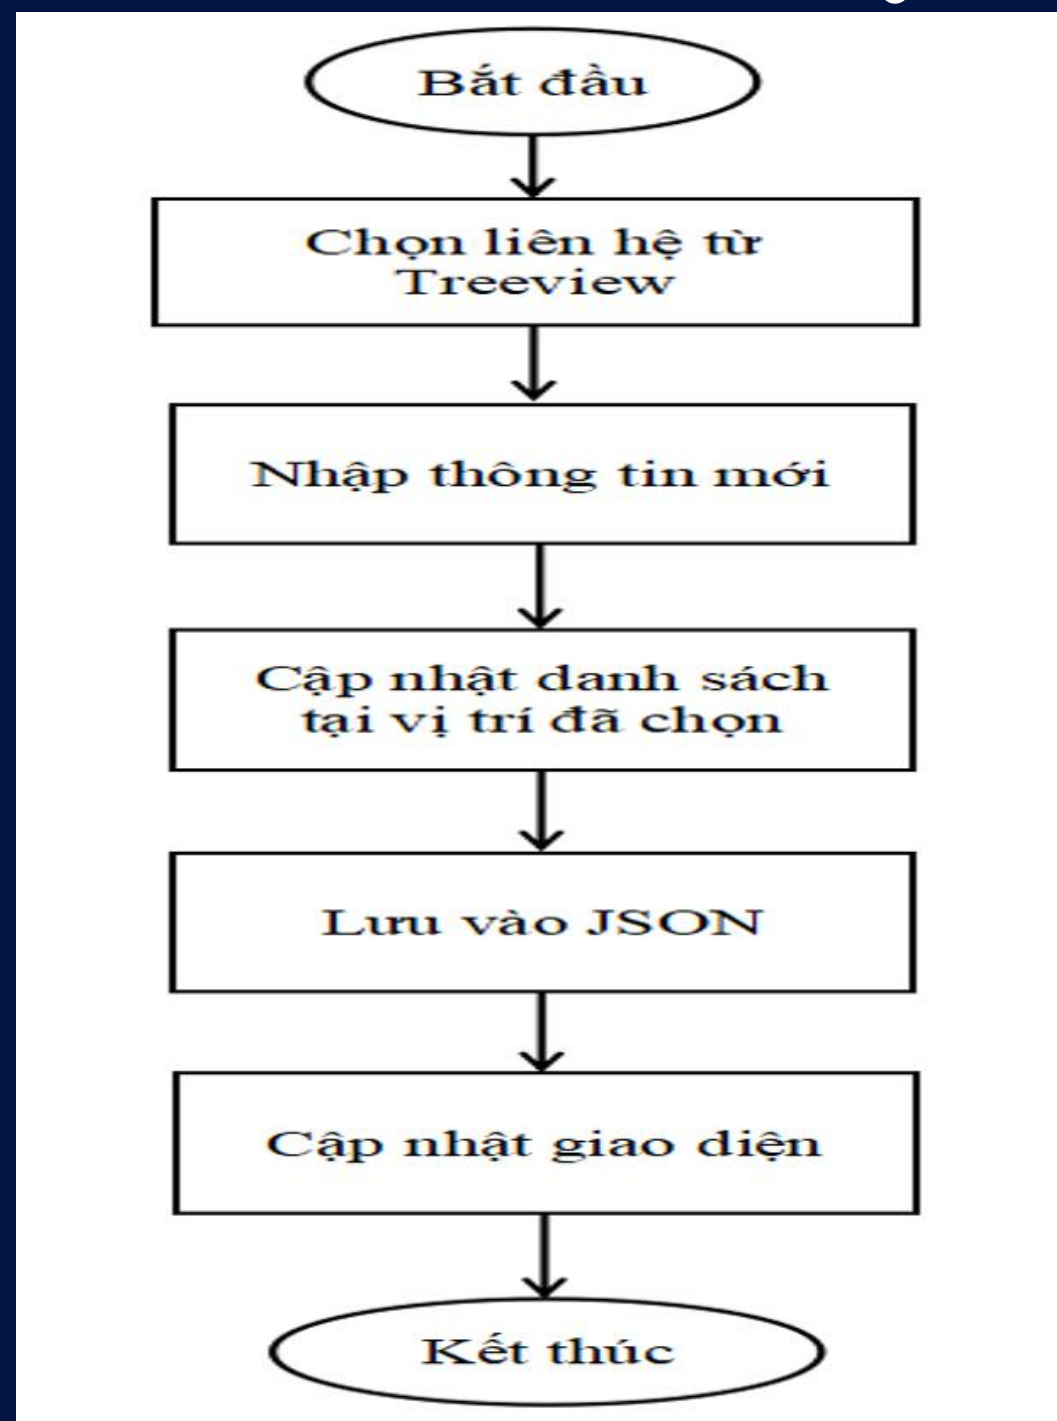 Bắt đầu
Chọn liên hệ từ
Treeview
Nhập thông tin mới
Cập nhật danh sách
tại vị trí đã chọn
Lưu vào JSON
Cập nhật giao diện
Kết thúc